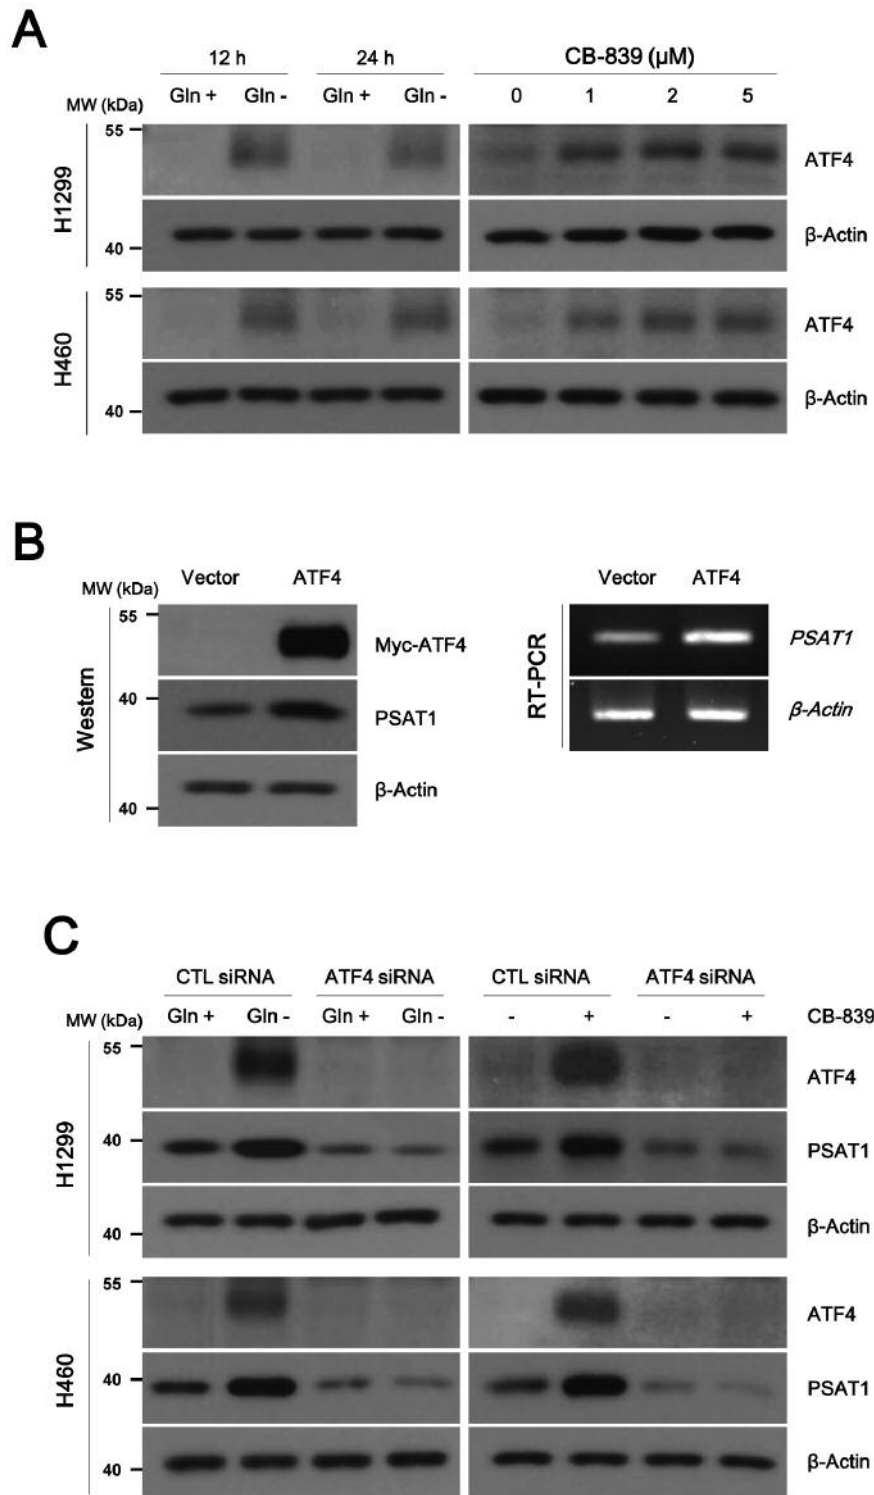 A
12 h 24 h CB-839 (µM)
Gln + Gln - Gln + Gln - 0 1 2 5
MW (kDa)
H1299
55
ATF4
40
β-Actin
H460
55
ATF4
40
β-Actin
B
Vector ATF4
MW (kDa)
Western
55
Myc-ATF4
40
PSAT1
40
β-Actin
Vector ATF4
RT-PCR
PSAT1
β-Actin
C
CTL siRNA ATF4 siRNA CTL siRNA ATF4 siRNA
MW (kDa) Gln + Gln - Gln + Gln - - + - + CB-839
H1299
55
ATF4
40
PSAT1
40
β-Actin
H460
55
ATF4
40
PSAT1
40
β-Actin